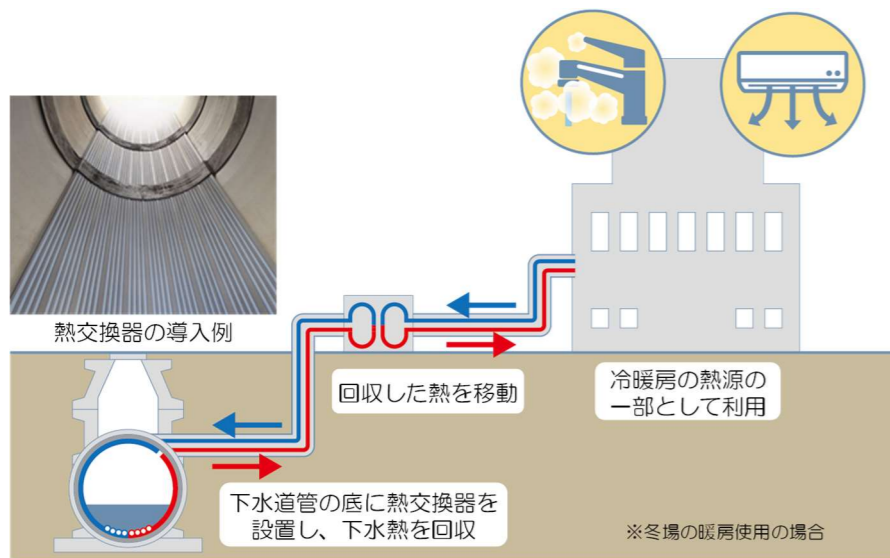 熱交換器の導入例
回収した熱を移動
冷暖房の熱源の
一部として利用
下水道管の底に熱交換器を
設置し、下水熱を回収
※冬場の暖房使用の場合